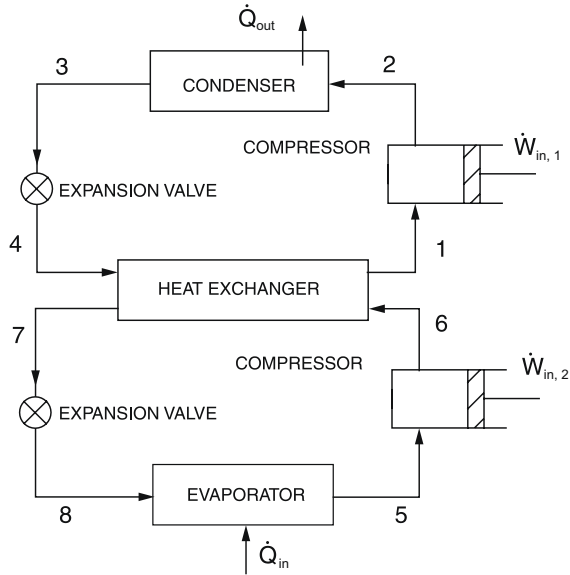 Q̇out
3
2
CONDENSER
COMPRESSOR
Ẇin, 1
EXPANSION VALVE
4
1
HEAT EXCHANGER
7
6
COMPRESSOR
Ẇin, 2
EXPANSION VALVE
EVAPORATOR
8
5
Q̇in